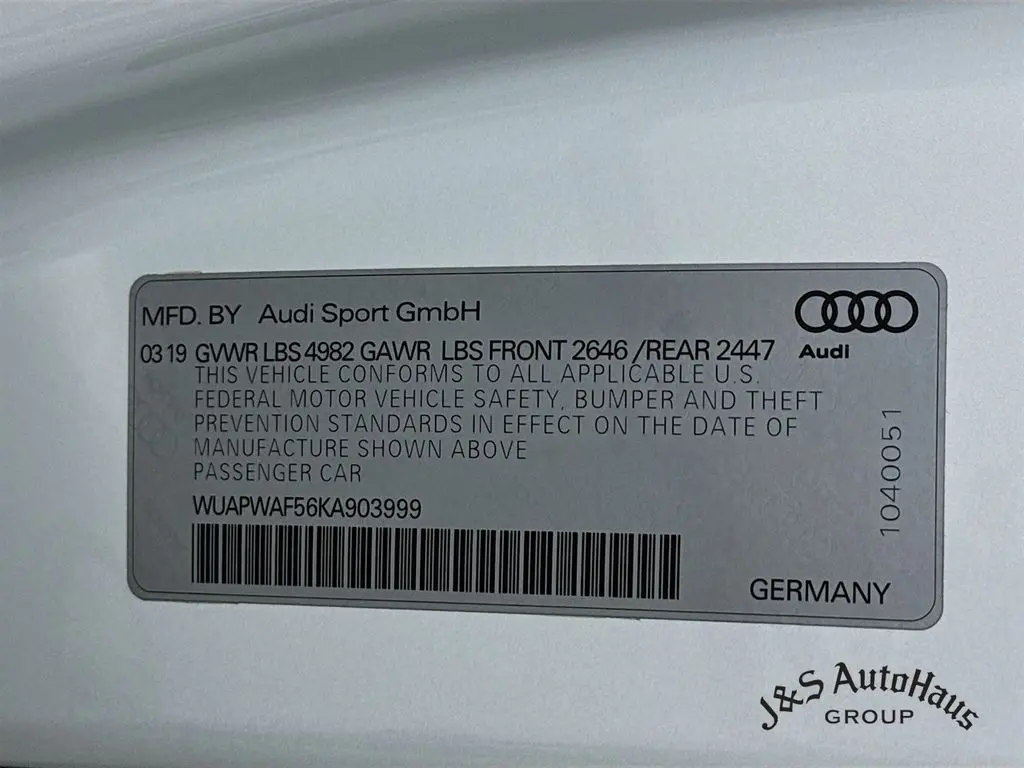 MFD. BY Audi Sport GmbH
Audi
03 19 GVWR LBS 4982 GAWR LBS FRONT 2646 /REAR 2447
THIS VEHICLE CONFORMS TO ALL APPLICABLE U.S.
FEDERAL MOTOR VEHICLE SAFETY, BUMPER AND THEFT
PREVENTION STANDARDS IN EFFECT ON THE DATE OF
MANUFACTURE SHOWN ABOVE
PASSENGER CAR
WUAPWAF56KA903999
1040051
GERMANY
J&S AutoHaus
GROUP